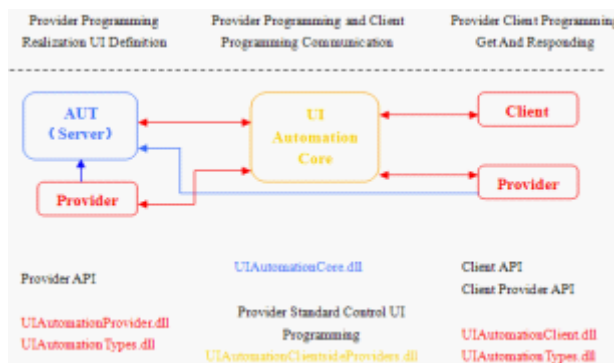 Provider Programming
Realization UI Definition
Provider Programming and Client
Programming Communication
Provider Client Programming
Get And Responding
AUT
(Server)
UI
Automation
Core
Client
Provider
Provider
Provider API
UIAutomationProvider.dll
UIAutomationTypes.dll
UIAutomationCore.dll
Provider Standard Control UI
Programming
UIAutomationClientsideProviders.dll
Client API
Client Provider API
UIAutomationClient.dll
UIAutomationTypes.dll